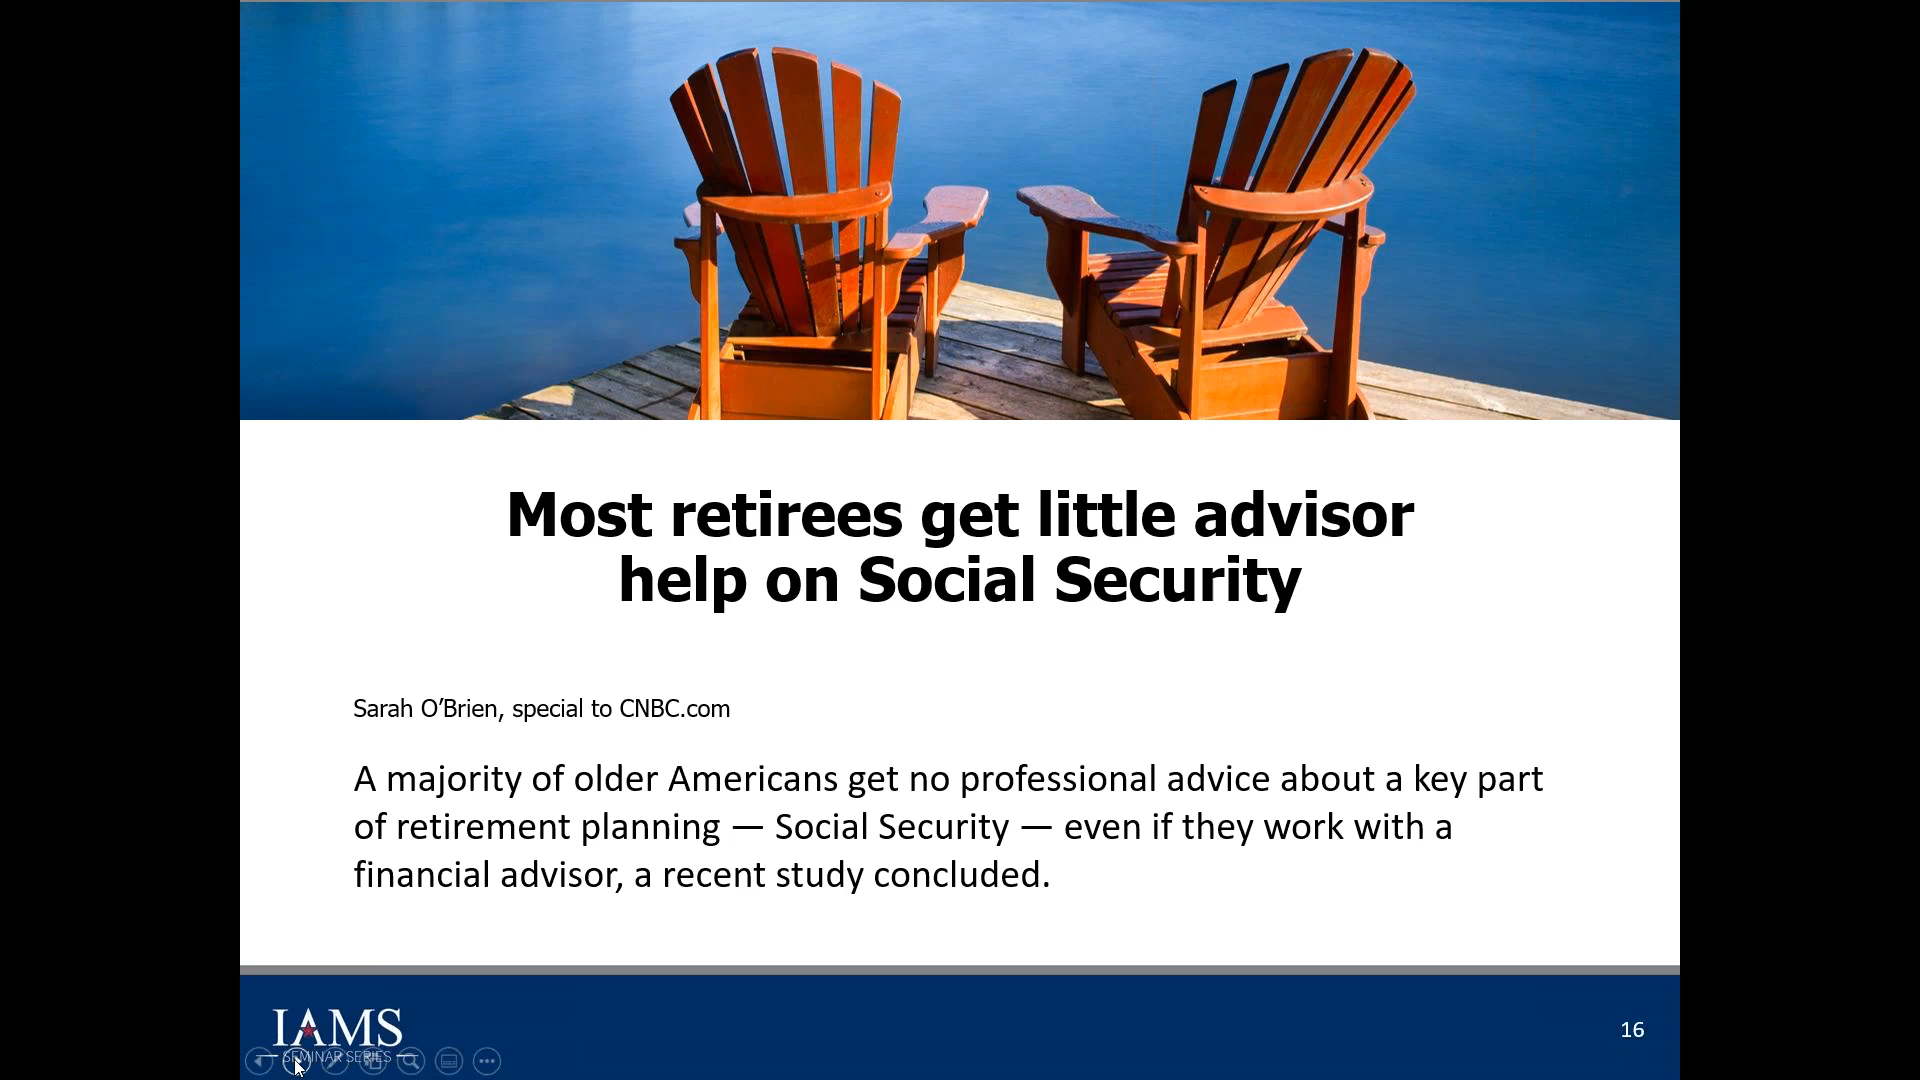 Most retirees get little advisor
help on Social Security
Sarah O’Brien, special to CNBC.com
A majority of older Americans get no professional advice about a key part
of retirement planning — Social Security — even if they work with a
financial advisor, a recent study concluded.
IAMS
SEMINAR SERIES
16